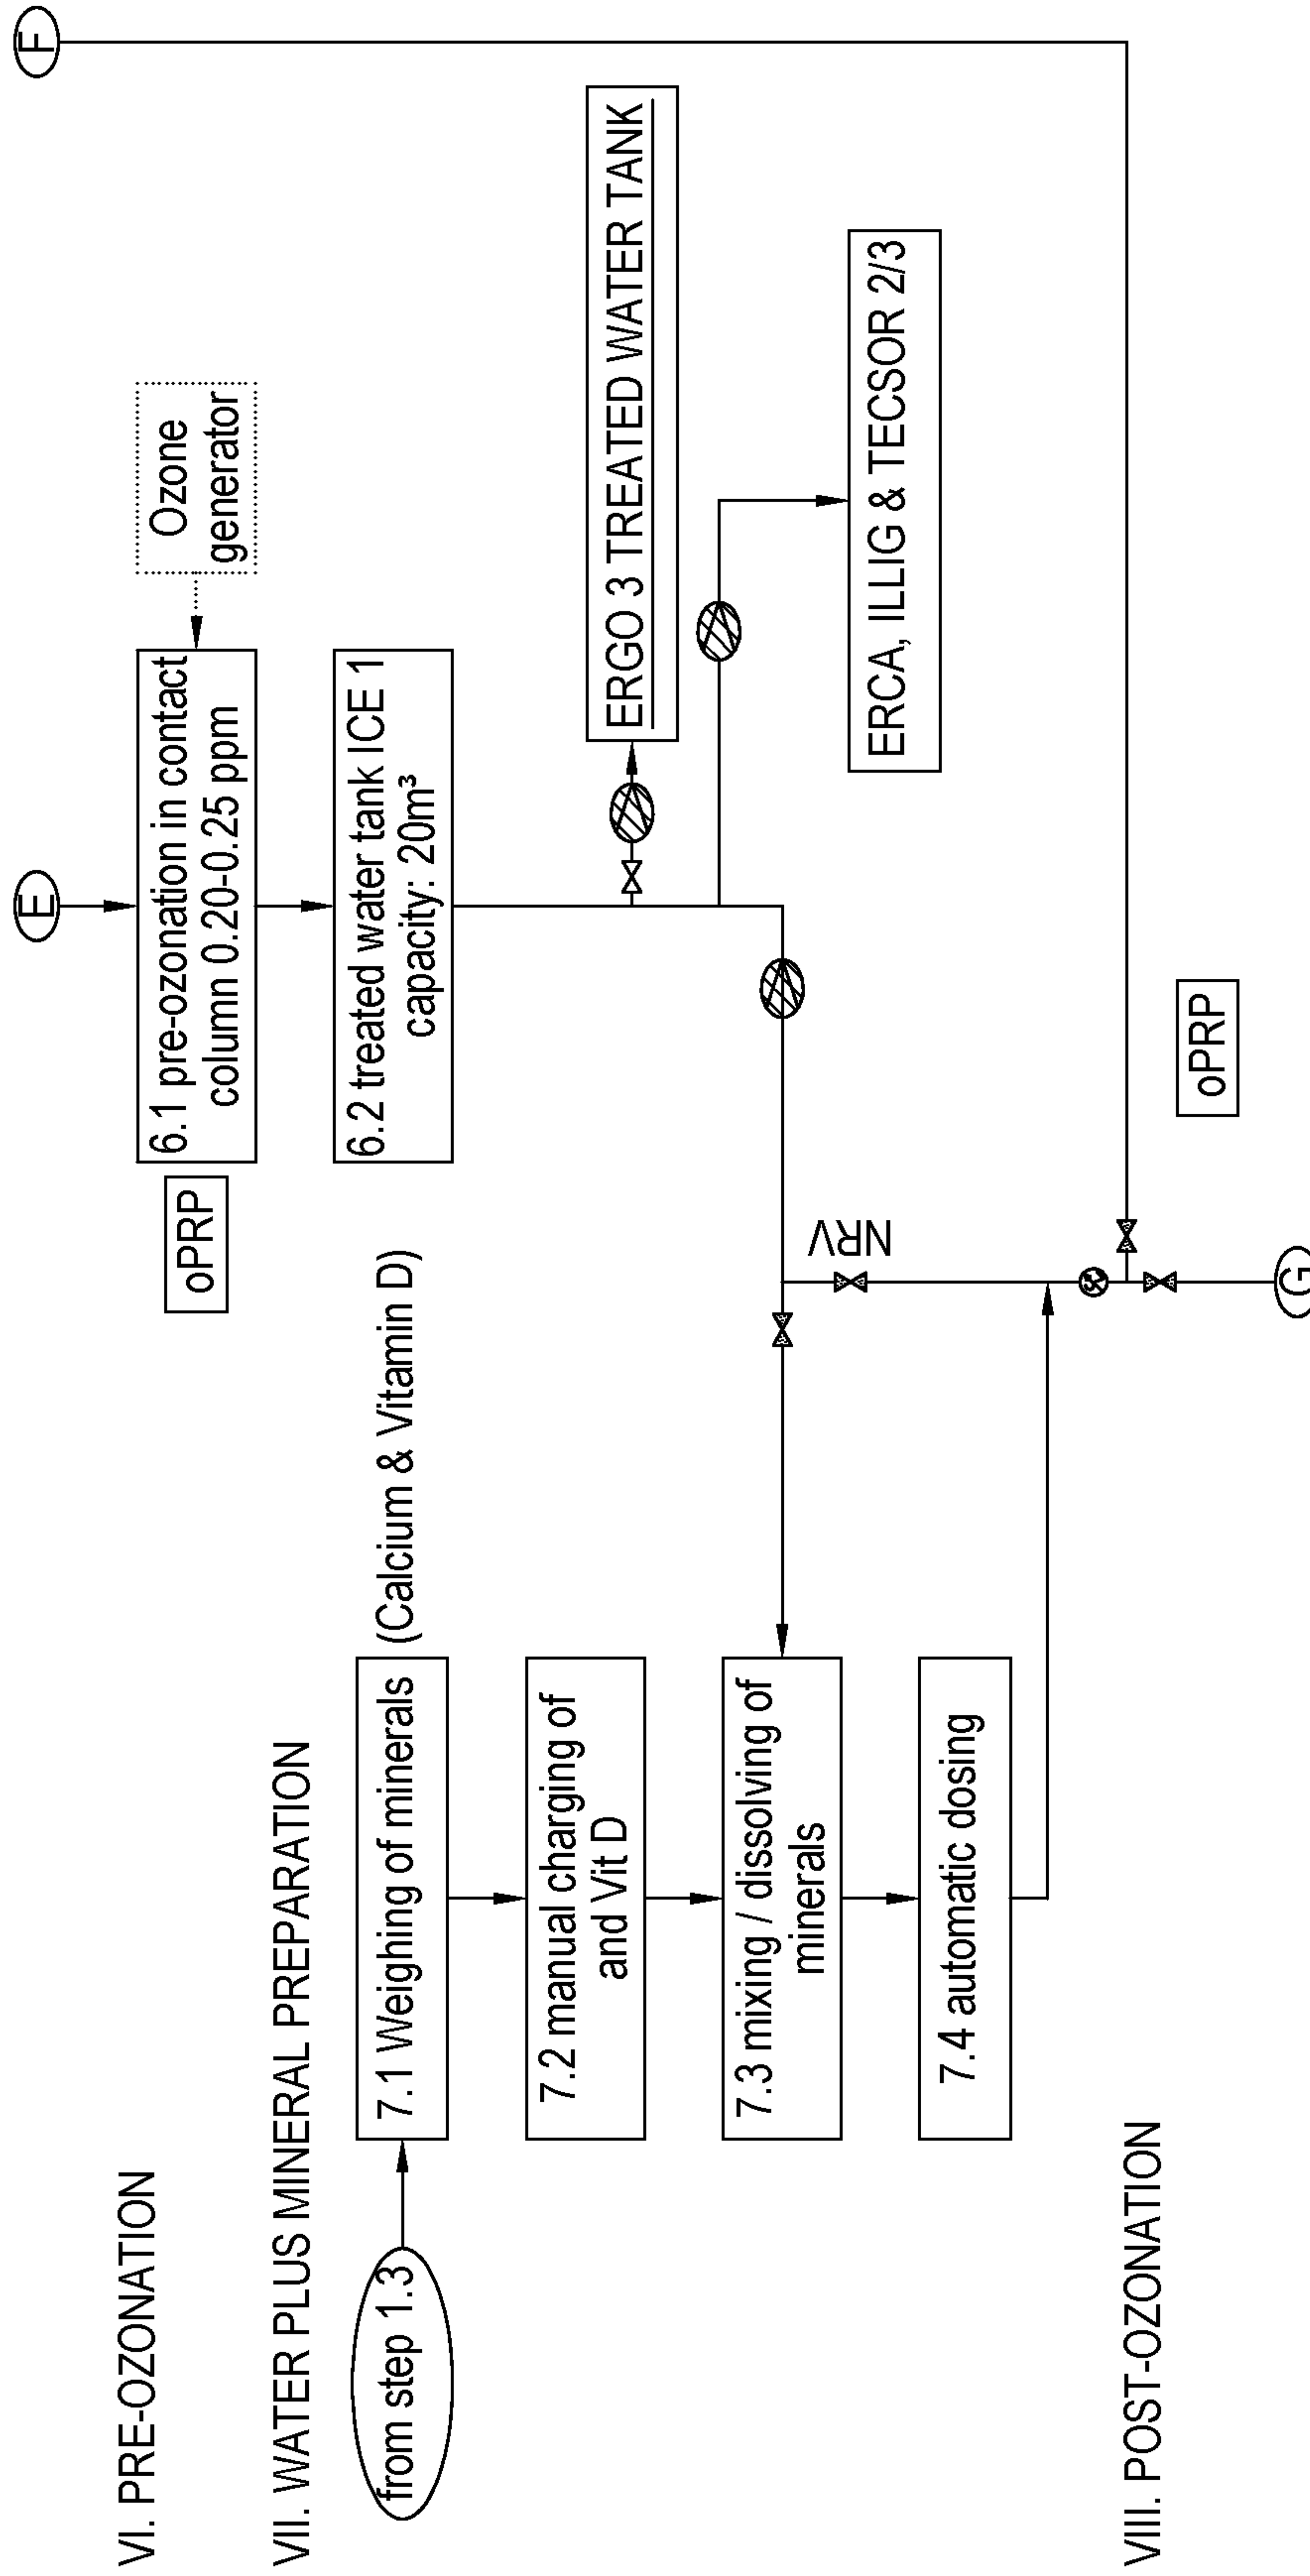 E
F
VI. PRE-OZONATION
oPRP
6.1 pre-ozonation in contact
column 0.20-0.25 ppm
Ozone
generator
VII. WATER PLUS MINERAL PREPARATION
6.2 treated water tank ICE 1
capacity: 20m³
from step 1.3
7.1 Weighing of minerals
(Calcium & Vitamin D)
7.2 manual charging of
and Vit D
ERGO 3 TREATED WATER TANK
7.3 mixing / dissolving of
minerals
NRV
ERCA, ILLIG & TECSOR 2/3
7.4 automatic dosing
VIII. POST-OZONATION
oPRP
G